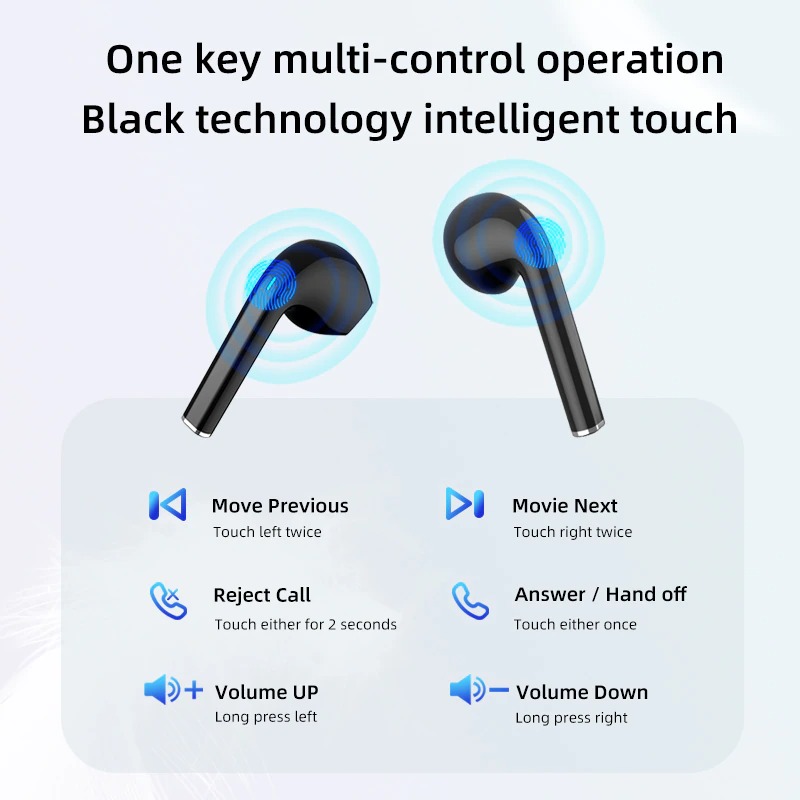 One key multi-control operation
Black technology intelligent touch
Move Previous
Touch left twice
Movie Next
Touch right twice
Reject Call
Touch either for 2 seconds
Answer / Hand off
Touch either once
Volume UP
Long press left
Volume Down
Long press right